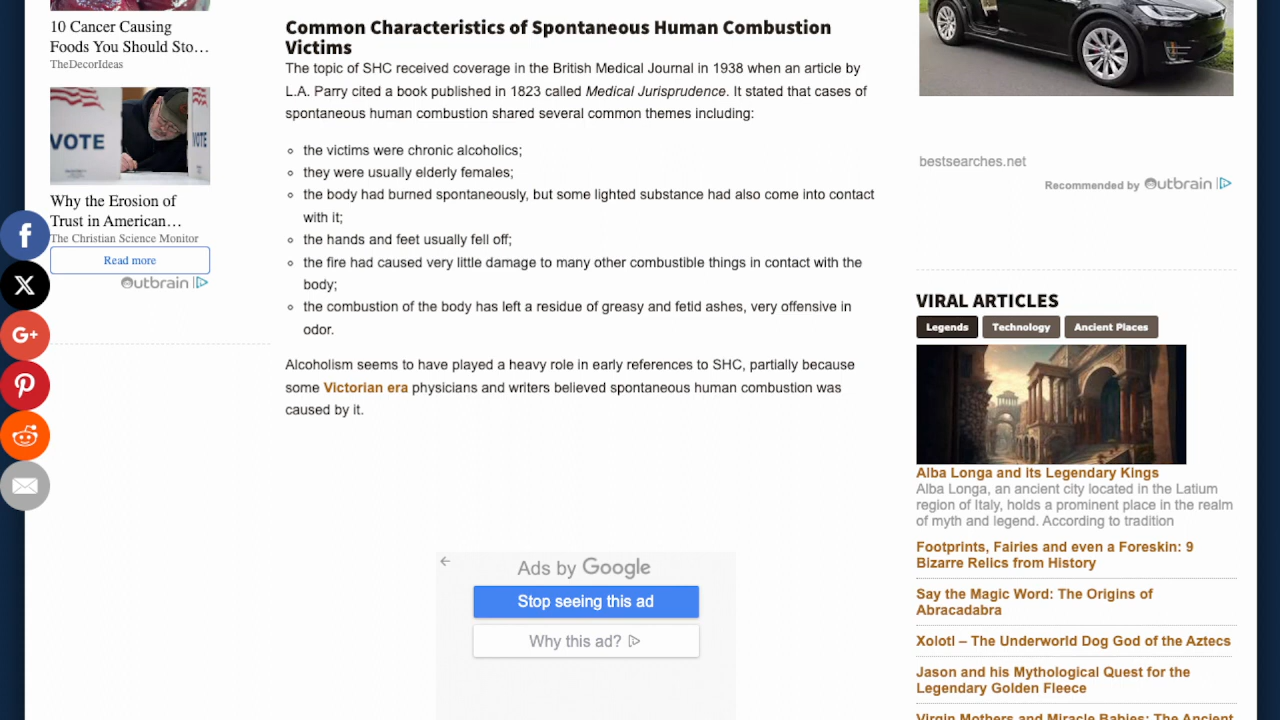 10 Cancer Causing
Foods You Should Sto…
TheDecorIdeas
VOTE
VOTE
Why the Erosion of
Trust in American…
The Christian Science Monitor
Read more
Outbrain
f
X
G+
Common Characteristics of Spontaneous Human Combustion
Victims
The topic of SHC received coverage in the British Medical Journal in 1938 when an article by
L.A. Parry cited a book published in 1823 called Medical Jurisprudence. It stated that cases of
spontaneous human combustion shared several common themes including:
the victims were chronic alcoholics;
they were usually elderly females;
the body had burned spontaneously, but some lighted substance had also come into contact
with it;
the hands and feet usually fell off;
the fire had caused very little damage to many other combustible things in contact with the
body;
the combustion of the body has left a residue of greasy and fetid ashes, very offensive in
odor.
Alcoholism seems to have played a heavy role in early references to SHC, partially because
some Victorian era physicians and writers believed spontaneous human combustion was
caused by it.
Ads by Google
Stop seeing this ad
Why this ad?
bestsearches.net
Recommended by Outbrain
VIRAL ARTICLES
Legends
Technology
Ancient Places
Alba Longa and its Legendary Kings
Alba Longa, an ancient city located in the Latium
region of Italy, holds a prominent place in the realm
of myth and legend. According to tradition
Footprints, Fairies and even a Foreskin: 9
Bizarre Relics from History
Say the Magic Word: The Origins of
Abracadabra
Xolotl – The Underworld Dog God of the Aztecs
Jason and his Mythological Quest for the
Legendary Golden Fleece
Virgin Mothers and Miracle Babies: The Ancient